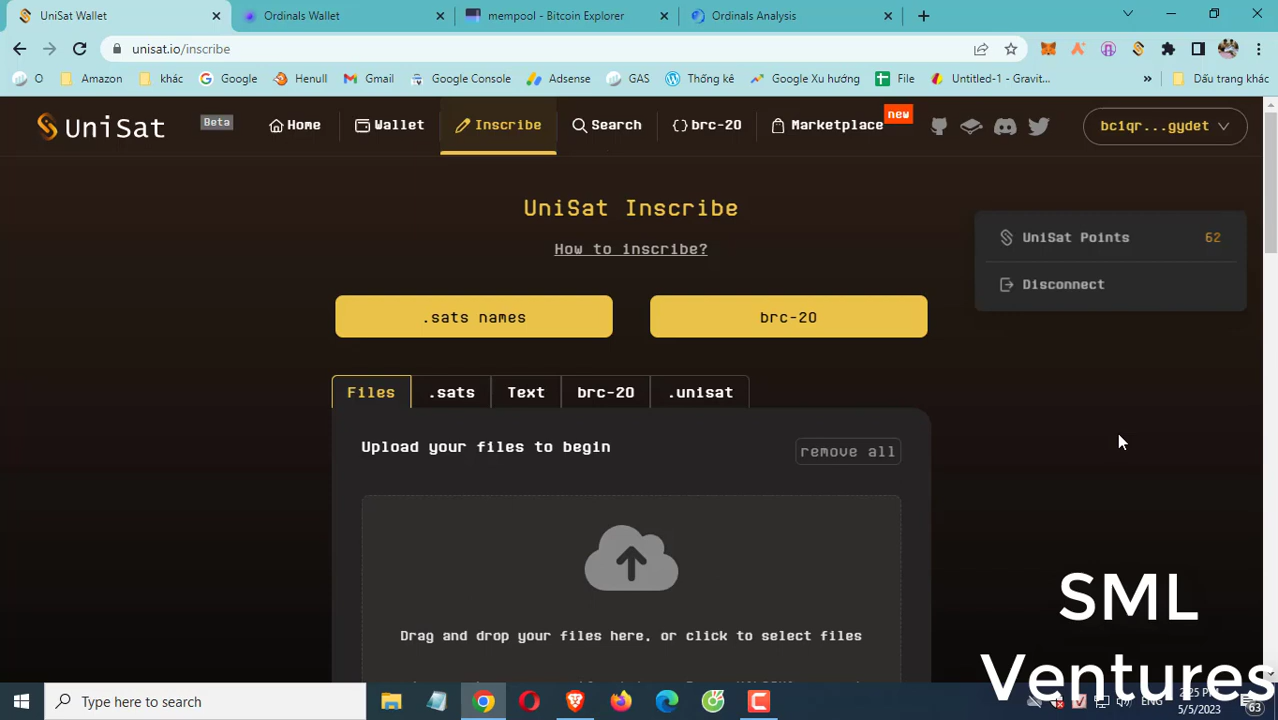 UniSat Wallet
Ordinals Wallet
mempool - Bitcoin Explorer
Ordinals Analysis
unisat.io/inscribe
O
Amazon
khác
Google
Henull
Gmail
Google Console
Adsense
GAS
Thống kê
Google Xu hướng
File
Untitled-1 - Gravit...
Dấu trang khác
UniSat
Beta
Home
Wallet
Inscribe
Search
brc-20
Marketplace
new
bc1qr...gydet
UniSat Inscribe
How to inscribe?
UniSat Points 62
Disconnect
.sats names
brc-20
Files
.sats
Text
brc-20
.unisat
Upload your files to begin
remove all
Drag and drop your files here, or click to select files
SML
Ventures
Type here to search
ENG
2:25 PM
5/5/2023
63